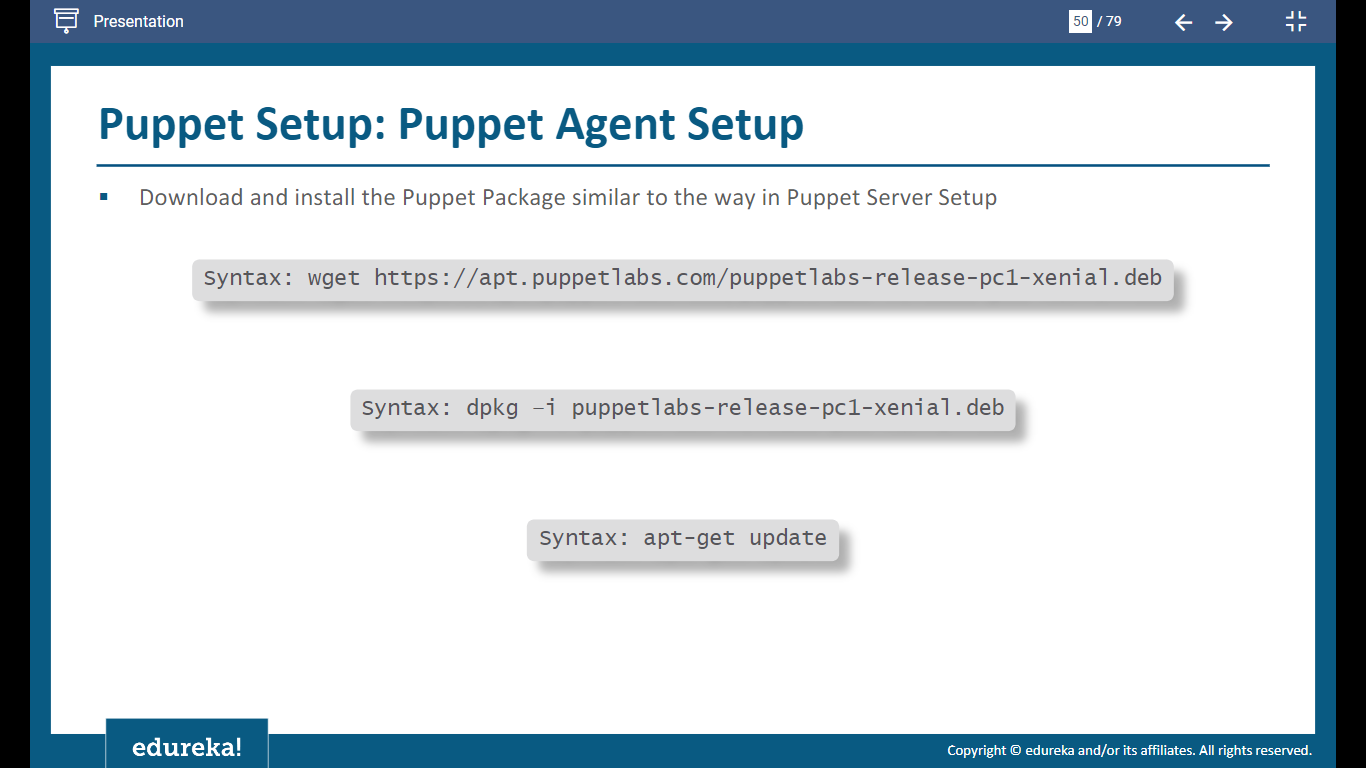 Presentation
50 / 79
Puppet Setup: Puppet Agent Setup
▪ Download and install the Puppet Package similar to the way in Puppet Server Setup
Syntax: wget https://apt.puppetlabs.com/puppetlabs-release-pc1-xenial.deb
Syntax: dpkg –i puppetlabs-release-pc1-xenial.deb
Syntax: apt-get update
edureka!
Copyright © edureka and/or its affiliates. All rights reserved.